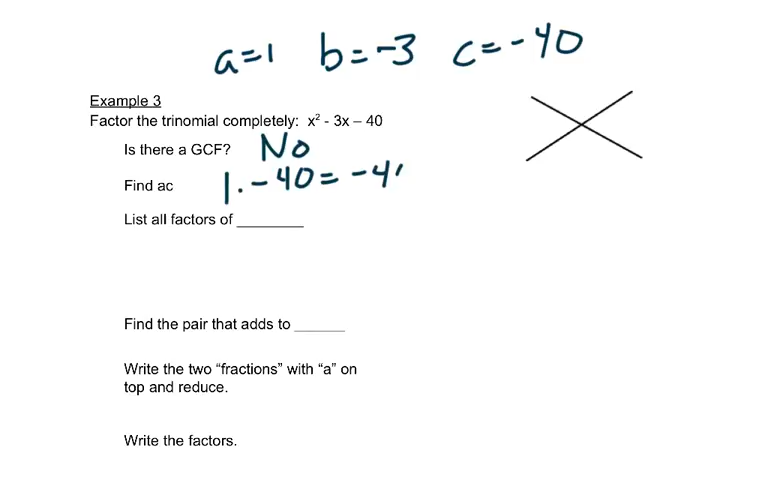 a=1 b=-3 c=-40
Example 3
Factor the trinomial completely: x² - 3x – 40
Is there a GCF? No
Find ac 1·-40=-4
List all factors of ________
Find the pair that adds to ______
Write the two “fractions” with “a” on
top and reduce.
Write the factors.